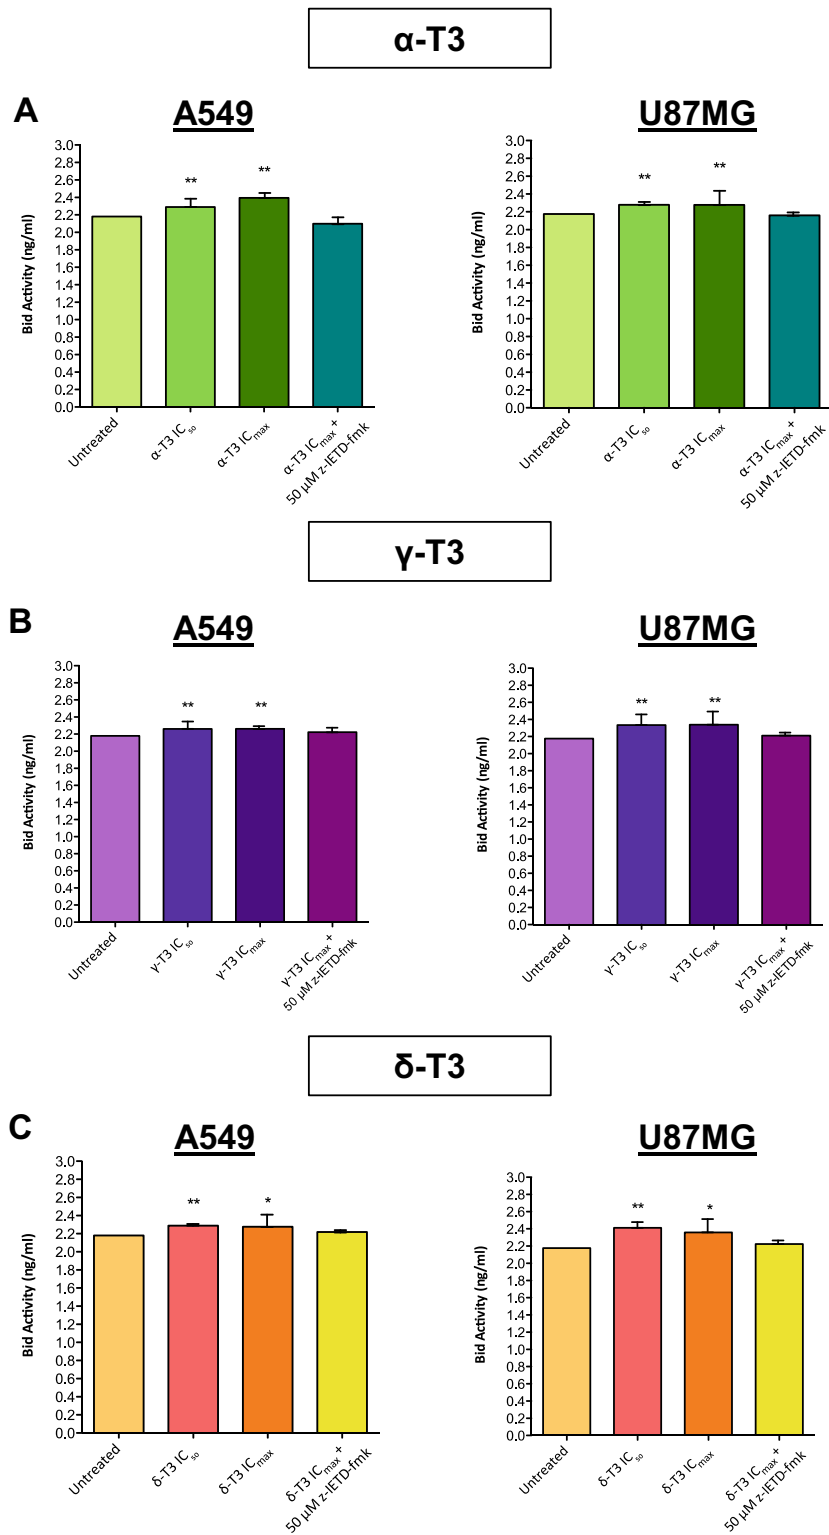 α-T3
A
A549
U87MG
Bid Activity (ng/ml)
3.0
2.8
2.6
2.4
2.2
2.0
1.8
1.6
1.4
1.2
1.0
0.8
0.6
0.4
0.2
0.0
**
**
Untreated
α-T3 IC50
α-T3 ICmax
α-T3 ICmax +
50 µM z-IETD-fmk
Bid Activity (ng/ml)
3.0
2.8
2.6
2.4
2.2
2.0
1.8
1.6
1.4
1.2
1.0
0.8
0.6
0.4
0.2
0.0
**
**
Untreated
α-T3 IC50
α-T3 ICmax
α-T3 ICmax +
50 µM z-IETD-fmk
γ-T3
B
A549
U87MG
Bid Activity (ng/ml)
3.0
2.8
2.6
2.4
2.2
2.0
1.8
1.6
1.4
1.2
1.0
0.8
0.6
0.4
0.2
0.0
**
**
Untreated
γ-T3 IC50
γ-T3 ICmax
γ-T3 ICmax +
50 µM z-IETD-fmk
Bid Activity (ng/ml)
3.0
2.8
2.6
2.4
2.2
2.0
1.8
1.6
1.4
1.2
1.0
0.8
0.6
0.4
0.2
0.0
**
**
Untreated
γ-T3 IC50
γ-T3 ICmax
γ-T3 ICmax +
50 µM z-IETD-fmk
δ-T3
C
A549
U87MG
Bid Activity (ng/ml)
3.0
2.8
2.6
2.4
2.2
2.0
1.8
1.6
1.4
1.2
1.0
0.8
0.6
0.4
0.2
0.0
**
*
Untreated
δ-T3 IC50
δ-T3 ICmax
δ-T3 ICmax +
50 µM z-IETD-fmk
Bid Activity (ng/ml)
3.0
2.8
2.6
2.4
2.2
2.0
1.8
1.6
1.4
1.2
1.0
0.8
0.6
0.4
0.2
0.0
**
*
Untreated
δ-T3 IC50
δ-T3 ICmax
δ-T3 ICmax +
50 µM z-IETD-fmk